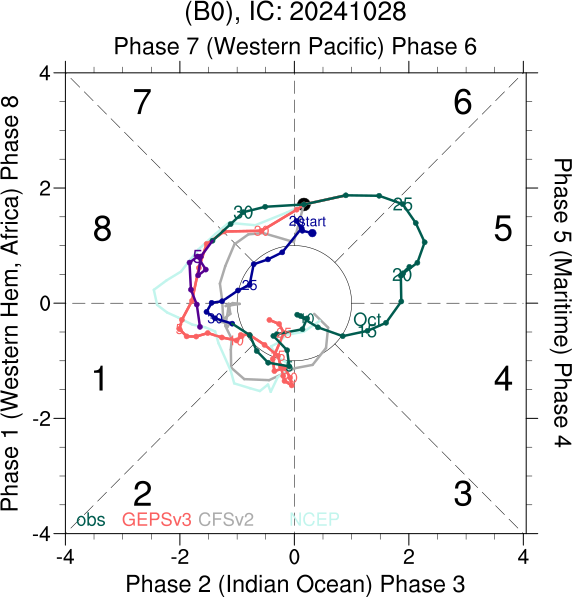 (B0), IC: 20241028
Phase 7 (Western Pacific) Phase 6
Phase 1 (Western Hem, Africa) Phase 8
Phase 5 (Maritime) Phase 4
Phase 2 (Indian Ocean) Phase 3
4
2
0
-2
-4
-4
-2
0
2
4
7
6
8
5
1
4
2
3
30
25
20
start
25
30
5
Oct
15
obs
GEPSv3
CFSv2
NCEP